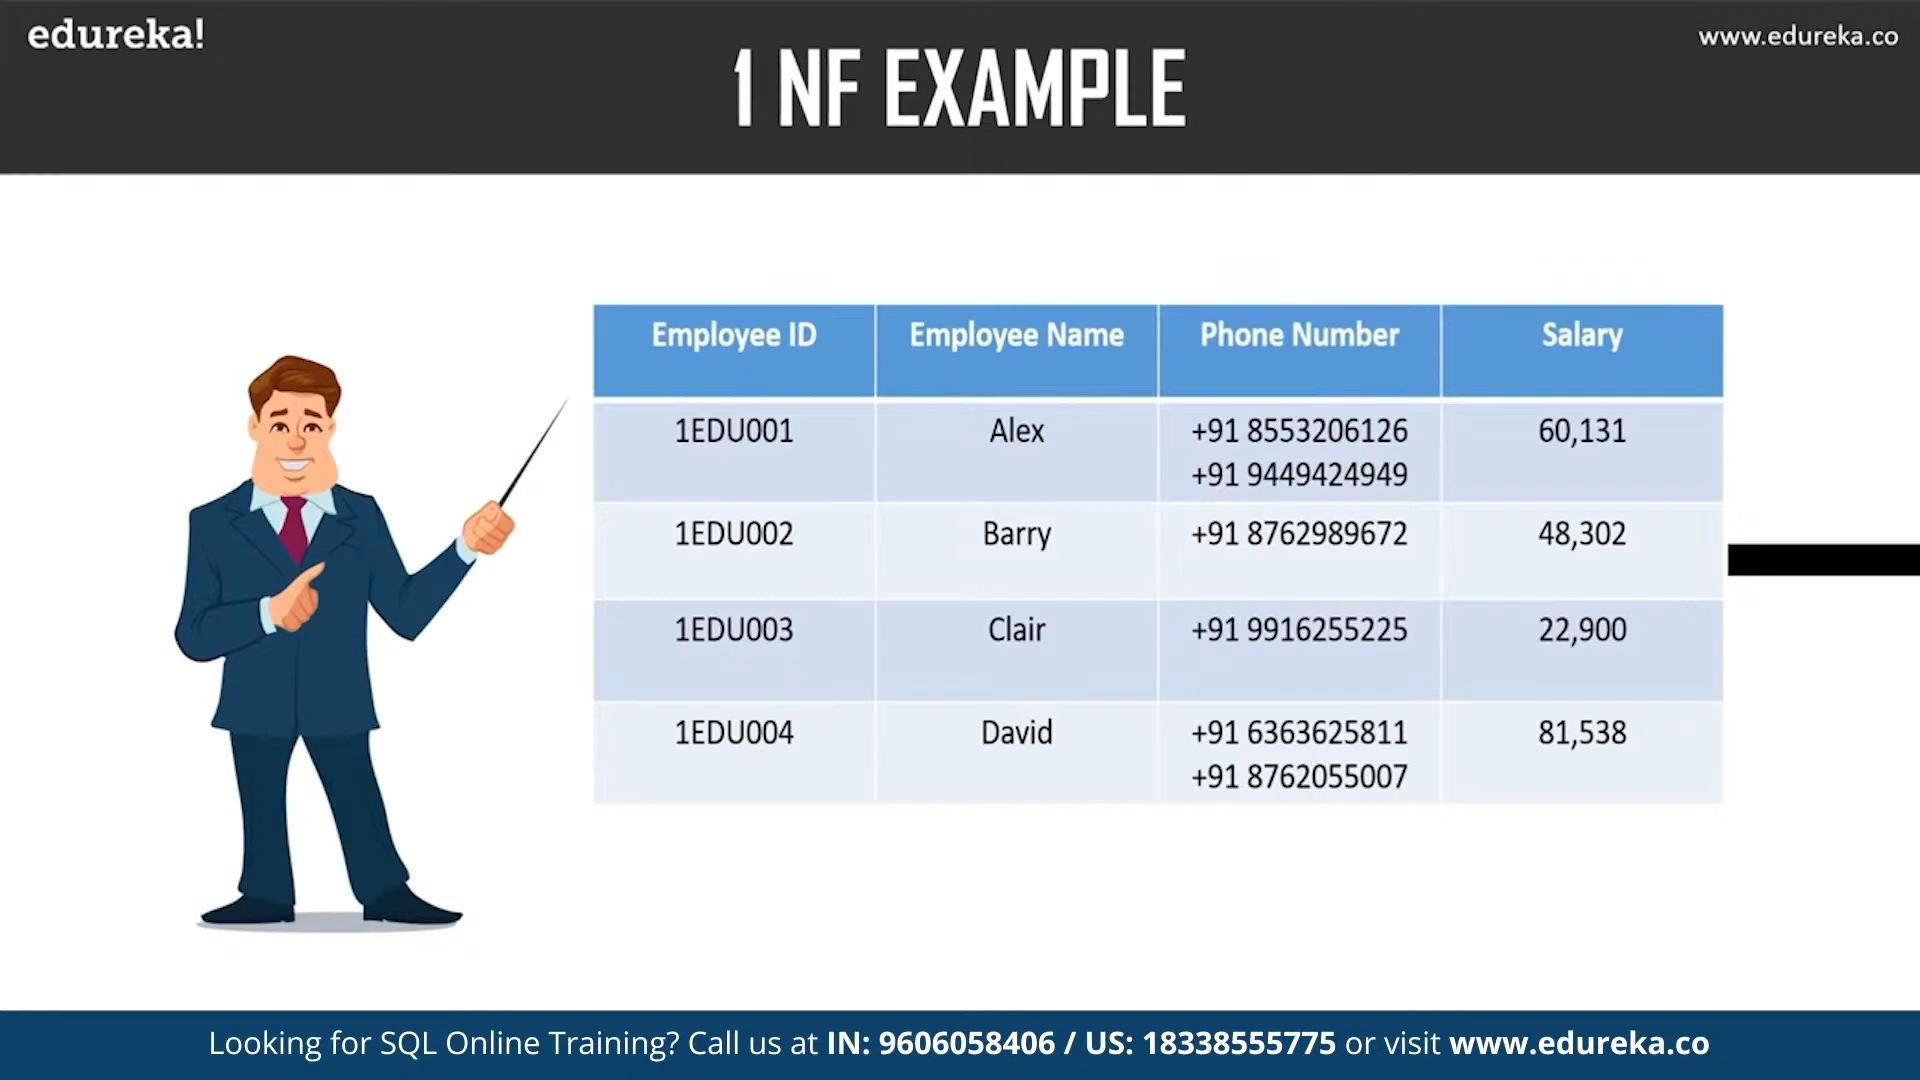 edureka!
www.edureka.co
1 NF EXAMPLE
Employee ID Employee Name Phone Number Salary
1EDU001 Alex +91 8553206126 60,131
+91 9449424949
1EDU002 Barry +91 8762989672 48,302
1EDU003 Clair +91 9916255225 22,900
1EDU004 David +91 6363625811 81,538
+91 8762055007
Looking for SQL Online Training? Call us at IN: 9606058406 / US: 18338555775 or visit www.edureka.co